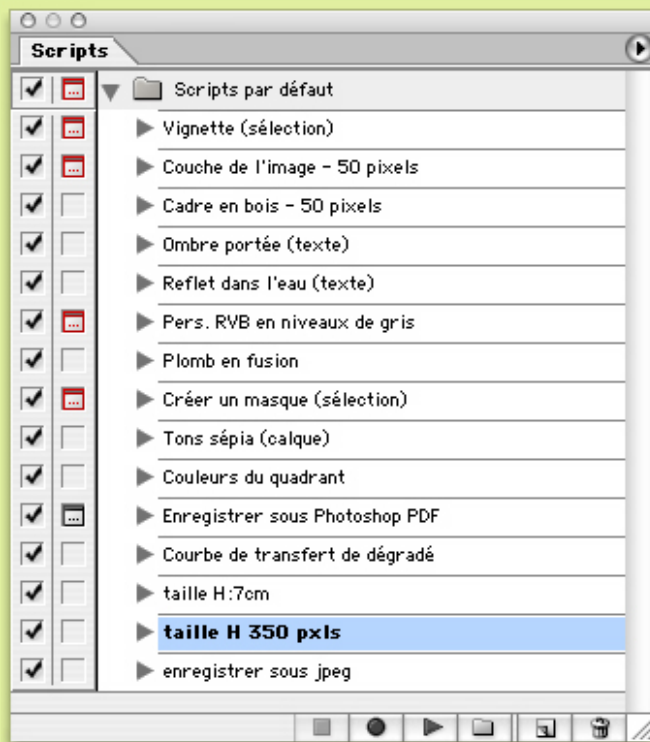 Scripts
Scripts par défaut
Vignette (sélection)
Couche de l'image - 50 pixels
Cadre en bois - 50 pixels
Ombre portée (texte)
Reflet dans l'eau (texte)
Pers. RVB en niveaux de gris
Plomb en fusion
Créer un masque (sélection)
Tons sépia (calque)
Couleurs du quadrant
Enregistrer sous Photoshop PDF
Courbe de transfert de dégradé
taille H:7cm
taille H 350 pxls
enregistrer sous jpeg